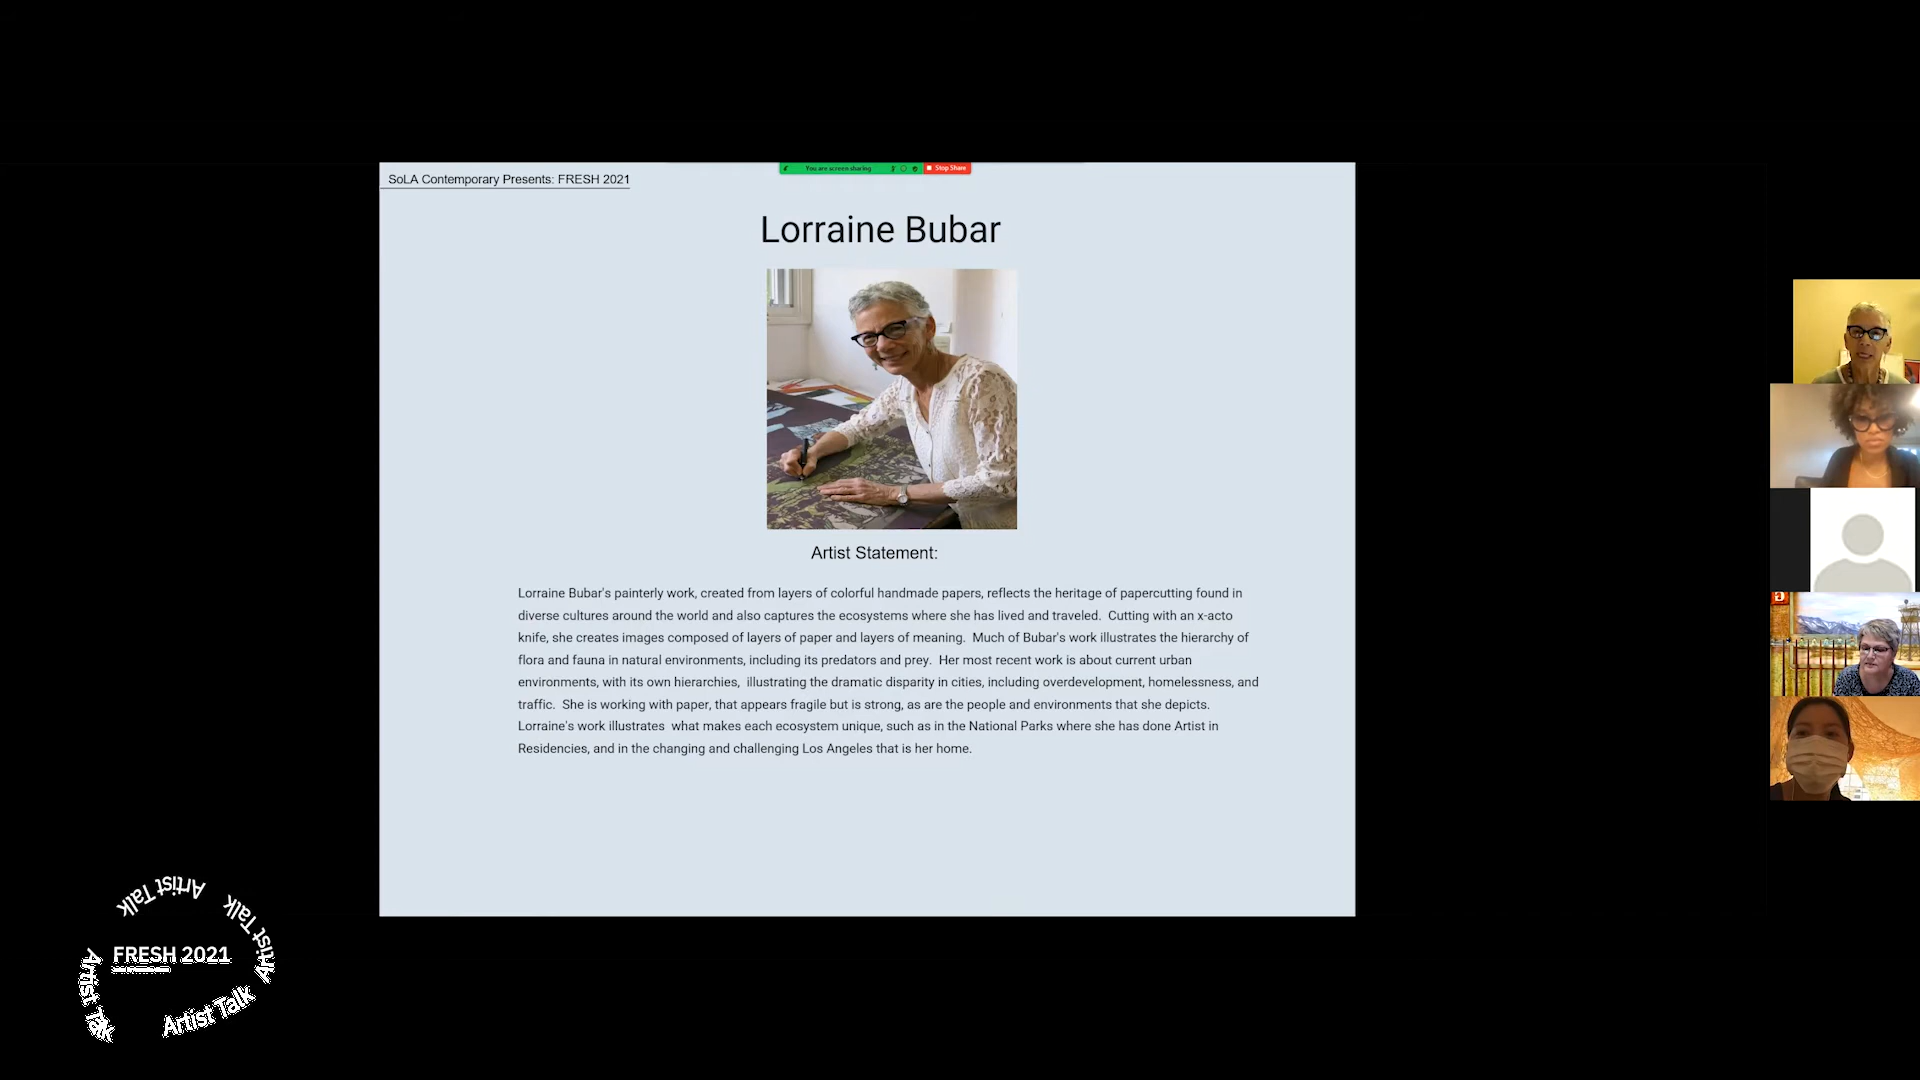 SoLA Contemporary Presents: FRESH 2021
You are screen sharing
Stop Share
Lorraine Bubar
Artist Statement:
Lorraine Bubar's painterly work, created from layers of colorful handmade papers, reflects the heritage of papercutting found in
diverse cultures around the world and also captures the ecosystems where she has lived and traveled.  Cutting with an x-acto
knife, she creates images composed of layers of paper and layers of meaning.  Much of Bubar's work illustrates the hierarchy of
flora and fauna in natural environments, including its predators and prey.  Her most recent work is about current urban
environments, with its own hierarchies,  illustrating the dramatic disparity in cities, including overdevelopment, homelessness, and
traffic.  She is working with paper, that appears fragile but is strong, as are the people and environments that she depicts.
Lorraine's work illustrates  what makes each ecosystem unique, such as in the National Parks where she has done Artist in
Residencies, and in the changing and challenging Los Angeles that is her home.
Artist Talk
Artist Talk
FRESH 2021
Artist Talk
Artist Talk